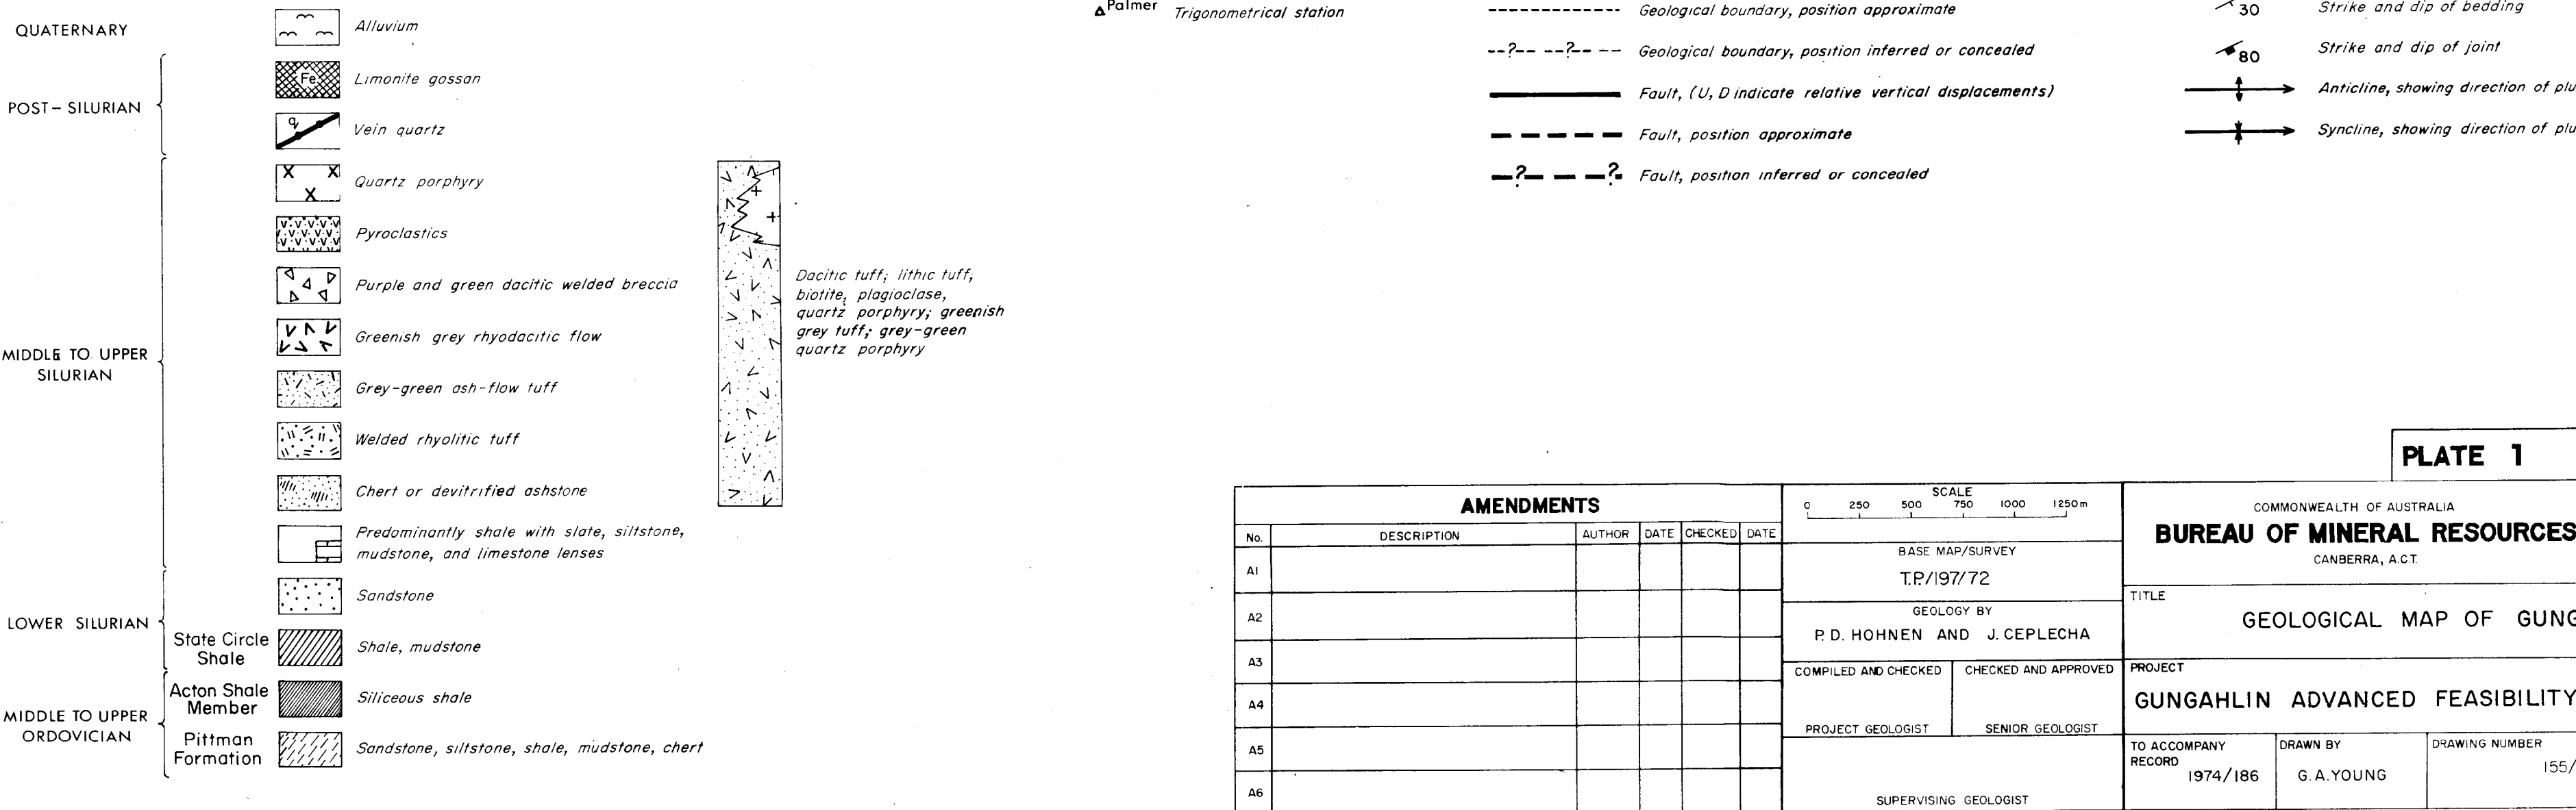 QUATERNARY
Alluvium
POST-SILURIAN
Fe
Limonite gossan
q
Vein quartz
MIDDLE TO UPPER
SILURIAN
X X
X
Quartz porphyry
Pyroclastics
Purple and green dacitic welded breccia
Greenish grey rhyodacitic flow
Grey-green ash-flow tuff
Welded rhyolitic tuff
Chert or devitrified ashstone
Predominantly shale with slate, siltstone,
mudstone, and limestone lenses
Dacitic tuff; lithic tuff,
biotite, plagioclase,
quartz porphyry; greenish
grey tuff; grey-green
quartz porphyry
LOWER SILURIAN
Sandstone
State Circle
Shale
Shale, mudstone
MIDDLE TO UPPER
ORDOVICIAN
Acton Shale
Member
Siliceous shale
Pittman
Formation
Sandstone, siltstone, shale, mudstone, chert
Palmer
Trigonometrical station
Geological boundary, position approximate
--?-- --?-- -- Geological boundary, position inferred or concealed
Fault, (U, D indicate relative vertical displacements)
Fault, position approximate
? ? Fault, position inferred or concealed
30 Strike and dip of bedding
80 Strike and dip of joint
Anticline, showing direction of
Syncline, showing direction of
PLATE 1
AMENDMENTS
No. DESCRIPTION AUTHOR DATE CHECKED DATE
A1
A2
A3
A4
A5
A6
SCALE
0 250 500 750 1000 1250m
BASE MAP/SURVEY
T.P./197/72
GEOLOGY BY
P. D. HOHNEN AND J. CEPLECHA
COMPILED AND CHECKED
PROJECT GEOLOGIST
CHECKED AND APPROVED
SENIOR GEOLOGIST
SUPERVISING GEOLOGIST
COMMONWEALTH OF AUSTRALIA
BUREAU OF MINERAL RESOURCES
CANBERRA, A.C.T.
TITLE
GEOLOGICAL MAP OF
PROJECT
GUNGAHLIN ADVANCED FEASIBILITY
TO ACCOMPANY
RECORD
1974/186
DRAWN BY
G. A. YOUNG
DRAWING NUMBER
155/